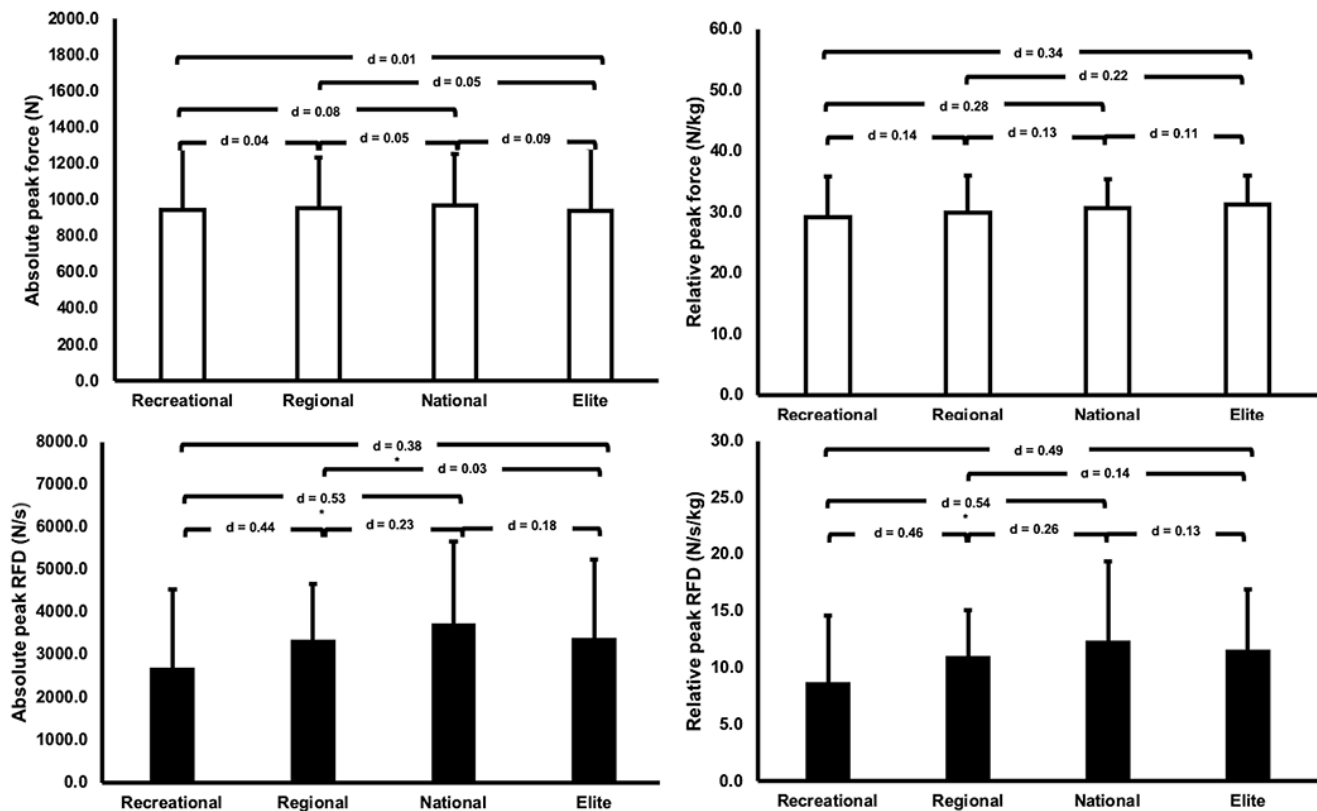 Absolute peak force (N)
2000.0
1800.0
1600.0
1400.0
1200.0
1000.0
800.0
600.0
400.0
200.0
0.0
d = 0.01
d = 0.05
d = 0.08
d = 0.04
d = 0.05
d = 0.09
Recreational
Regional
National
Elite
Relative peak force (N/kg)
60.0
50.0
40.0
30.0
20.0
10.0
0.0
d = 0.34
d = 0.22
d = 0.28
d = 0.14
d = 0.13
d = 0.11
Recreational
Regional
National
Elite
Absolute peak RFD (N/s)
8000.0
7000.0
6000.0
5000.0
4000.0
3000.0
2000.0
1000.0
0.0
d = 0.38
*
d = 0.03
d = 0.53
*
d = 0.44
d = 0.23
d = 0.18
Recreational
Regional
National
Elite
Relative peak RFD (N/s/kg)
30.0
25.0
20.0
15.0
10.0
5.0
0.0
d = 0.49
d = 0.14
d = 0.54
*
d = 0.46
d = 0.26
d = 0.13
Recreational
Regional
National
Elite